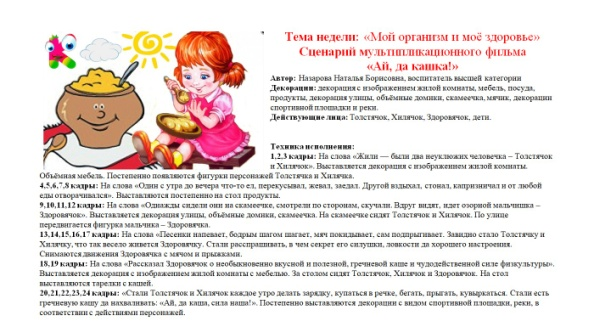 Тема недели: «Мой организм и моё здоровье»
Сценарий мультипликационного фильма
«Ай, да кашка!»
Автор: Назарова Наталья Борисовна, воспитатель высшей категории
Декорации: декорация с изображением жилой комнаты, мебель, посуда,
продукты, декорация улицы, объёмные домики, скамеечка, мячик, декорации
спортивной площадки и реки.
Действующие лица: Толстячок, Хилячок, Здоровячок, дети.
Техника исполнения:
1,2,3 кадры: На слова «Жили — были два неуклюжих человечка – Толстячок
и Хилячок». Выставляется декорация с изображением жилой комнаты.
Объёмная мебель. Постепенно появляются фигурки персонажей Толстячка и Хилячка.
4,5,6,7,8 кадры: На слова «Один с утра до вечера что-то ел, перекусывал, жевал, заедал. Другой вздыхал, стонал, капризничал и от любой
еды отворачивался». Выставляются постепенно на стол продукты.
9,10,11,12 кадры: На слова «Однажды сидели они на скамеечке, смотрели по сторонам, скучали. Вдруг видят, идет озорной мальчишка –
Здоровячок». Выставляется декорация улицы, объёмные домики, скамеечка. На скамеечке сидят Толстячок и Хилячок. По улице
передвигается фигурка мальчика – Здоровячка.
13,14,15,16,17 кадры: На слова «Песенки напевает, бодрым шагом шагает, мяч покидывает, сам подпрыгивает. Завидно стало Толстячку и
Хилячку, что так весело живется Здоровячку. Стали расспрашивать, в чем секрет его силушки, ловкости да хорошего настроения.
Снимаются движения Здоровячка с мячом и прыжками.
18,19 кадры: На слова «Рассказал Здоровячок о необыкновенно вкусной и полезной, гречневой каше и чудодейственной силе физкультуры».
Выставляется декорация с изображением жилой комнаты с мебелью. За столом сидят Толстячок, Хилячок и Здоровячок. На стол
выставляются тарелки с кашей.
20,21,22,23,24 кадры: «Стали Толстячок и Хилячок каждое утро делать зарядку, купаться в речке, бегать, прыгать, кувыркаться. Стали есть
гречневую кашу да нахваливать: «Ай, да каша, сила наша!». Постепенно выставляются декорации с видом спортивной площадки, реки, в
соответствии с действиями персонажей.